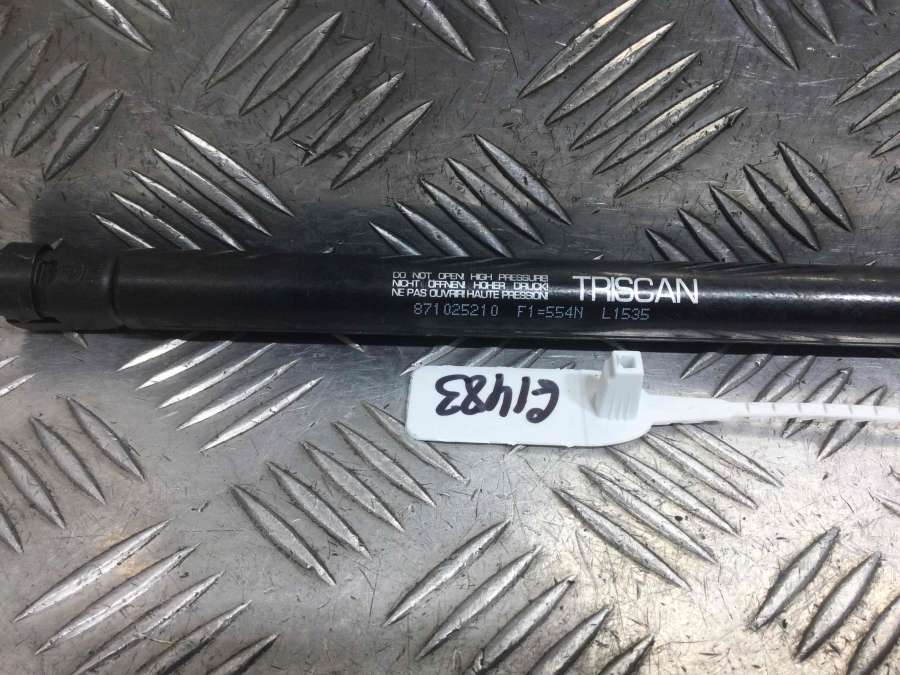 DO NOT OPEN! HIGH PRESSURE!
NICHT ÖFFNEN! HOHER DRUCK!
NE PAS OUVRIR! HAUTE PRESSION!
TRISCAN
871025210 F1=554N L1535
E1483